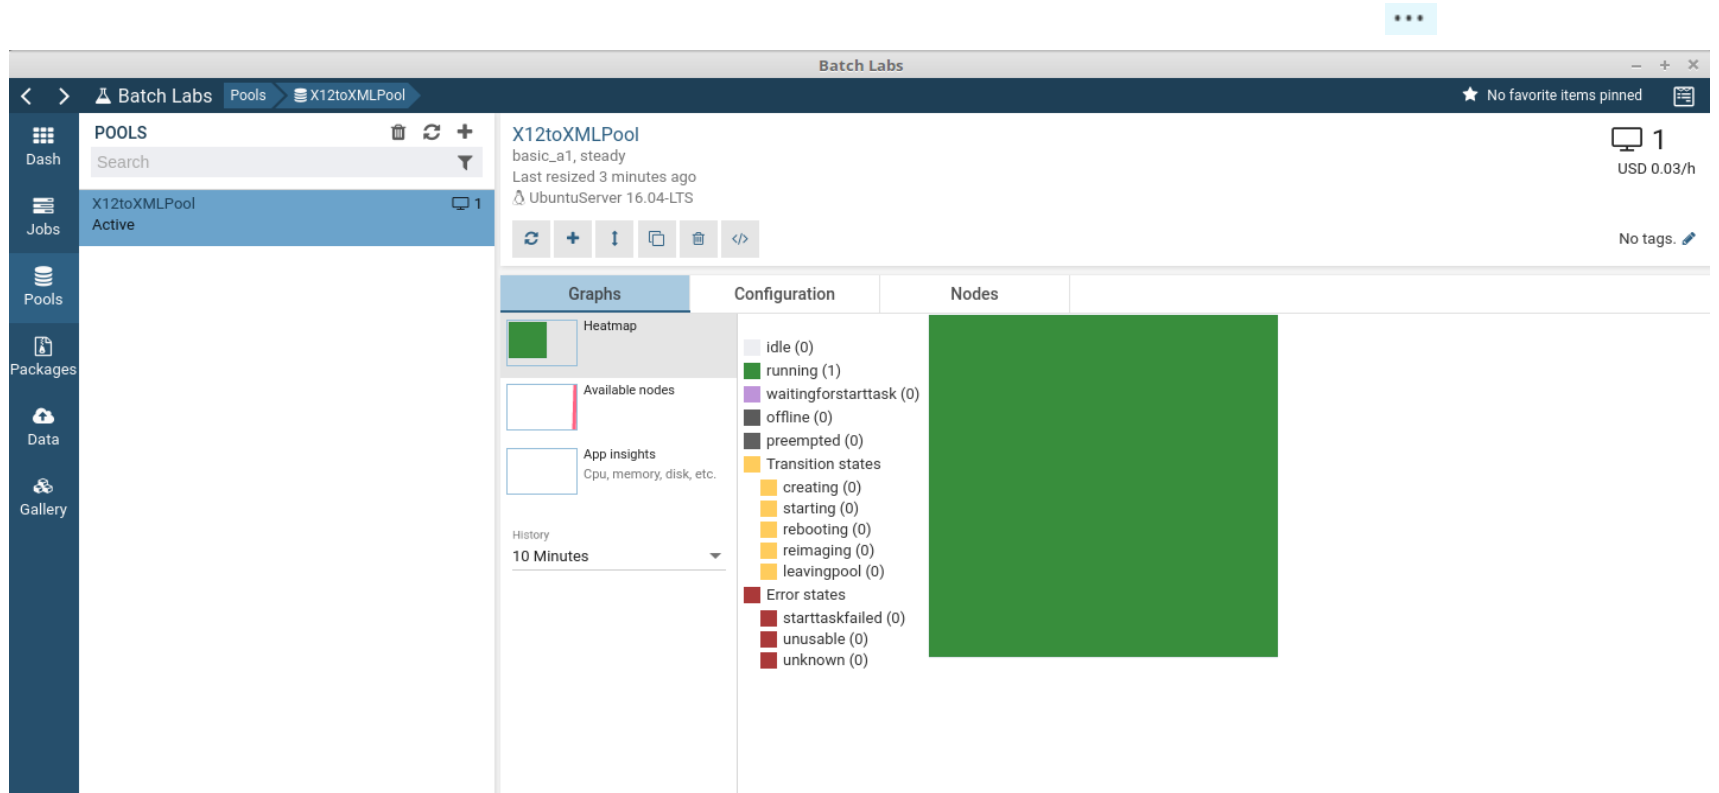 Batch Labs
Batch Labs Pools X12toXMLPool No favorite items pinned
Dash
Jobs
Pools
Packages
Data
Gallery
POOLS
Search
X12toXMLPool 1
Active
X12toXMLPool
basic_a1, steady
Last resized 3 minutes ago
UbuntuServer 16.04-LTS
1
USD 0.03/h
No tags.
Graphs Configuration Nodes
Heatmap
Available nodes
App insights
Cpu, memory, disk, etc.
History
10 Minutes
idle (0)
running (1)
waitingforstarttask (0)
offline (0)
preempted (0)
Transition states
creating (0)
starting (0)
rebooting (0)
reimaging (0)
leavingpool (0)
Error states
starttaskfailed (0)
unusable (0)
unknown (0)